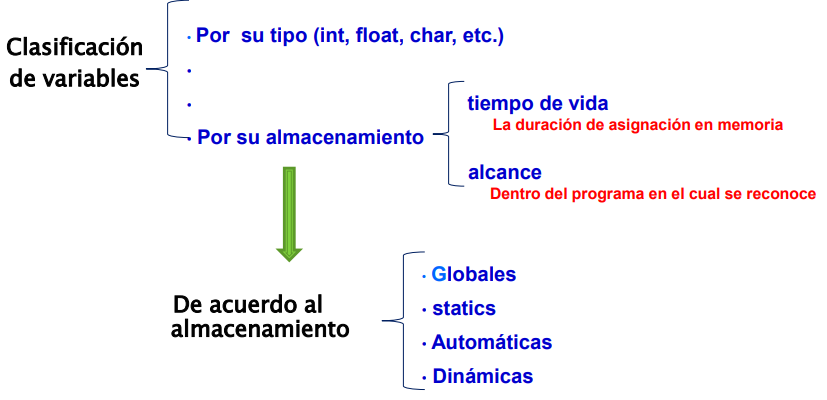 Clasificación
de variables
· Por su tipo (int, float, char, etc.)
·
·
· Por su almacenamiento
tiempo de vida
La duración de asignación en memoria
alcance
Dentro del programa en el cual se reconoce
De acuerdo al
almacenamiento
· Globales
· statics
· Automáticas
· Dinámicas